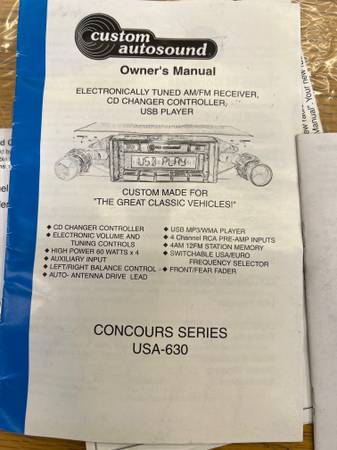 custom
autosound
Owner's Manual
ELECTRONICALLY TUNED AM/FM RECEIVER,
CD CHANGER CONTROLLER,
USB PLAYER
USB-PLAY
CUSTOM MADE FOR
"THE GREAT CLASSIC VEHICLES!"
◆ CD CHANGER CONTROLLER
◆ ELECTRONIC VOLUME AND
TUNING CONTROLS
◆ HIGH POWER 60 WATTS x 4
◆ AUXILIARY INPUT
◆ LEFT/RIGHT BALANCE CONTROL
◆ AUTO- ANTENNA DRIVE LEAD
◆ USB MP3/WMA PLAYER
◆ 4 Channel RCA PRE-AMP INPUTS
◆ 4AM 12FM STATION MEMORY
◆ SWITCHABLE USA/EURO
FREQUENCY SELECTOR
◆ FRONT/FEAR FADER
CONCOURS SERIES
USA-630
Manual". Your new